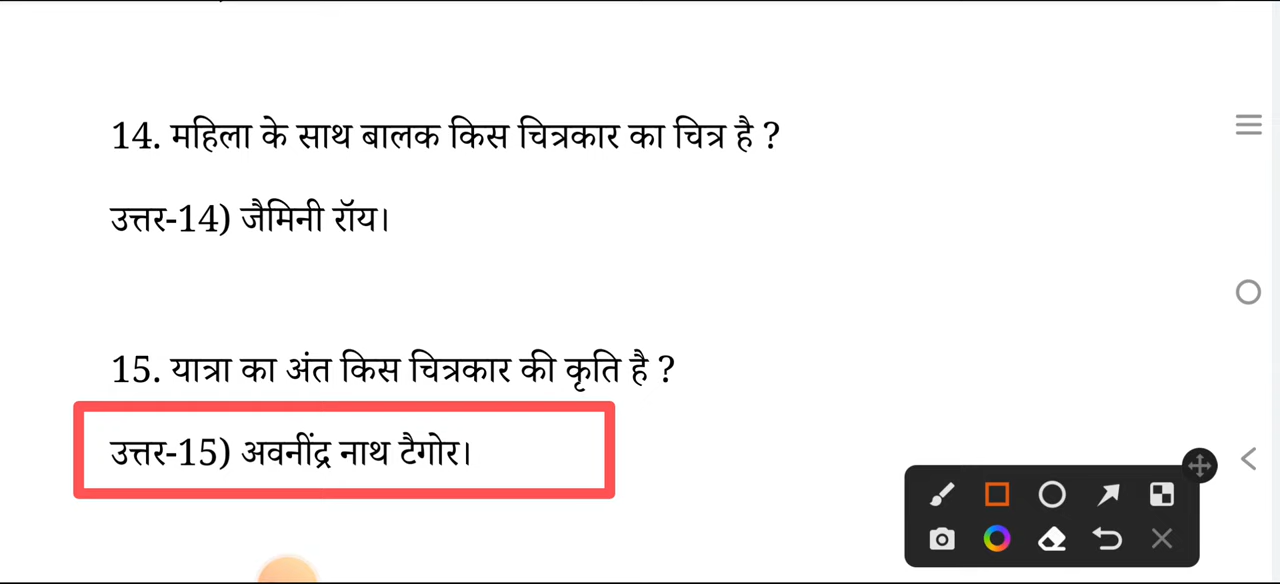 14. महिला के साथ बालक किस चित्रकार का चित्र है ?
उत्तर-14) जैमिनी रॉय।
15. यात्रा का अंत किस चित्रकार की कृति है ?
उत्तर-15) अवनींद्र नाथ टैगोर।